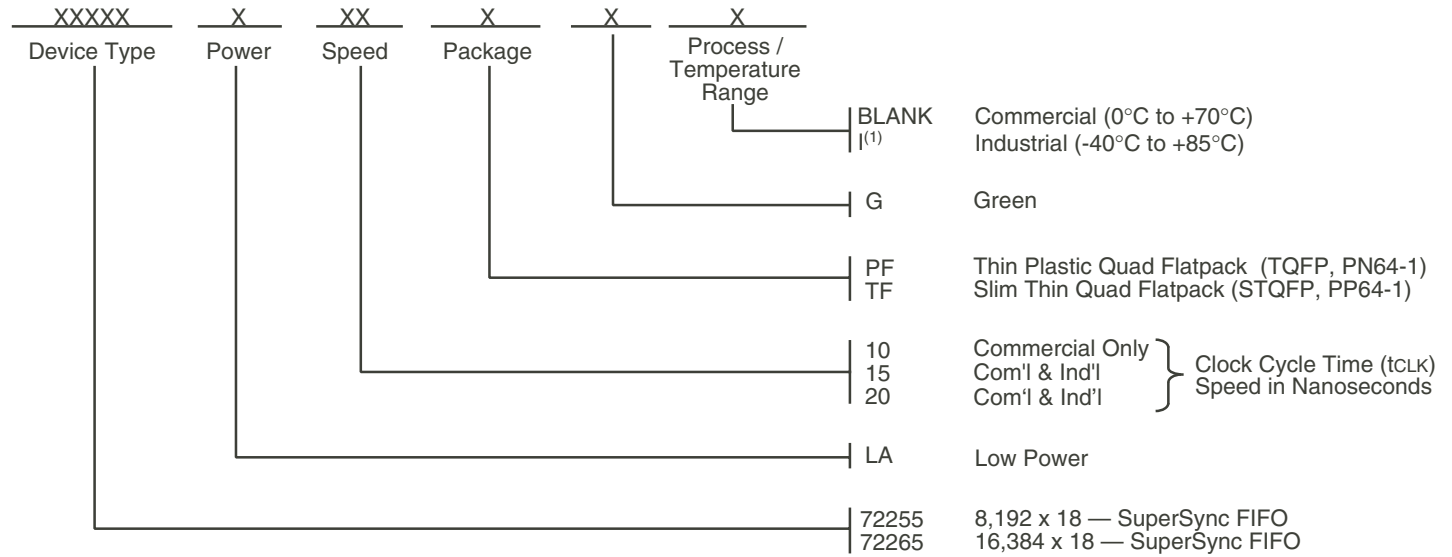 XXXXX X XX X X X
Device Type Power Speed Package Process /
Temperature
Range
BLANK Commercial (0°C to +70°C)
I(1) Industrial (-40°C to +85°C)
G Green
PF Thin Plastic Quad Flatpack (TQFP, PN64-1)
TF Slim Thin Quad Flatpack (STQFP, PP64-1)
10 Commercial Only
15 Com'l & Ind'l
20 Com‘l & Ind’l
Clock Cycle Time (tCLK)
Speed in Nanoseconds
LA Low Power
72255 8,192 x 18 — SuperSync FIFO
72265 16,384 x 18 — SuperSync FIFO